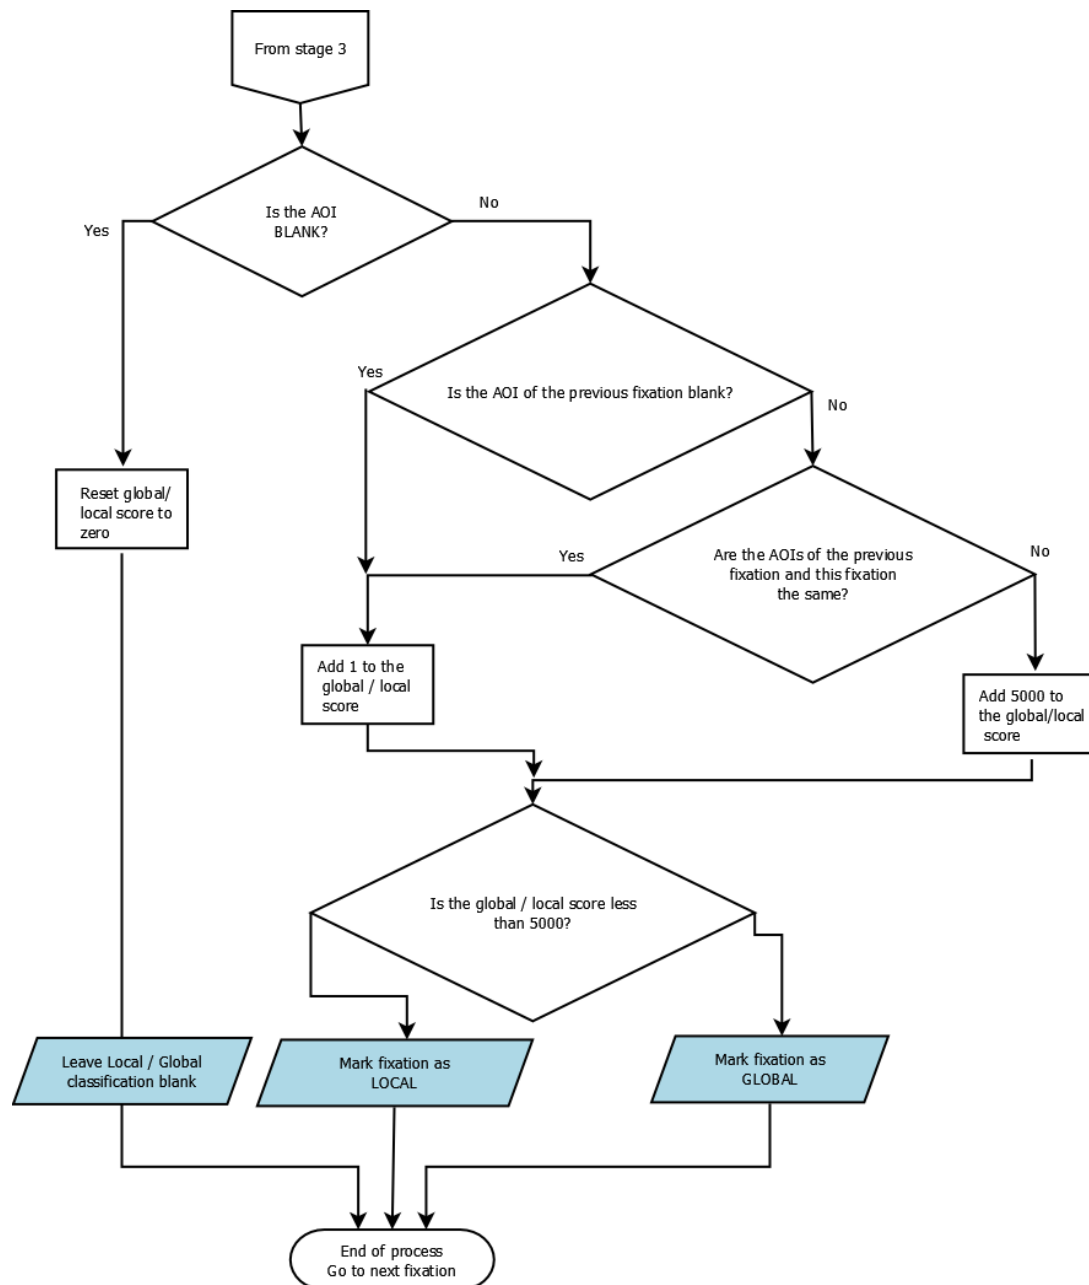 From stage 3
Is the AOI
BLANK?
Yes
No
Is the AOI of the previous fixation blank?
Yes
No
Reset global/
local score to
zero
Are the AOIs of the previous
fixation and this fixation
the same?
Yes
No
Add 1 to the
global / local
score
Add 5000 to
the global/local
score
Is the global / local score less
than 5000?
Leave Local / Global
classification blank
Mark fixation as
LOCAL
Mark fixation as
GLOBAL
End of process
Go to next fixation